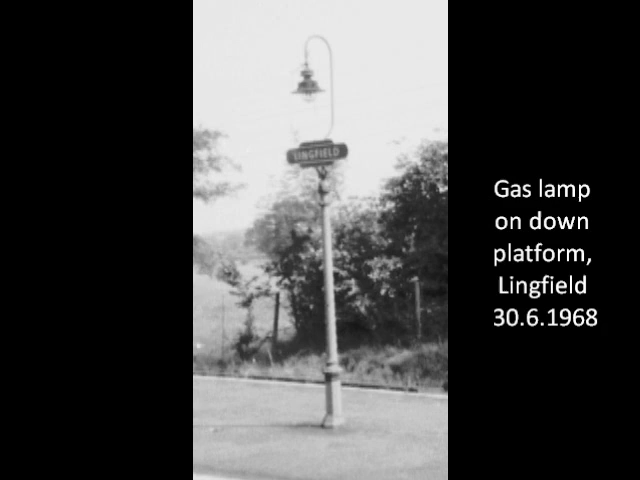 LINGFIELD
Gas lamp
on down
platform,
Lingfield
30.6.1968